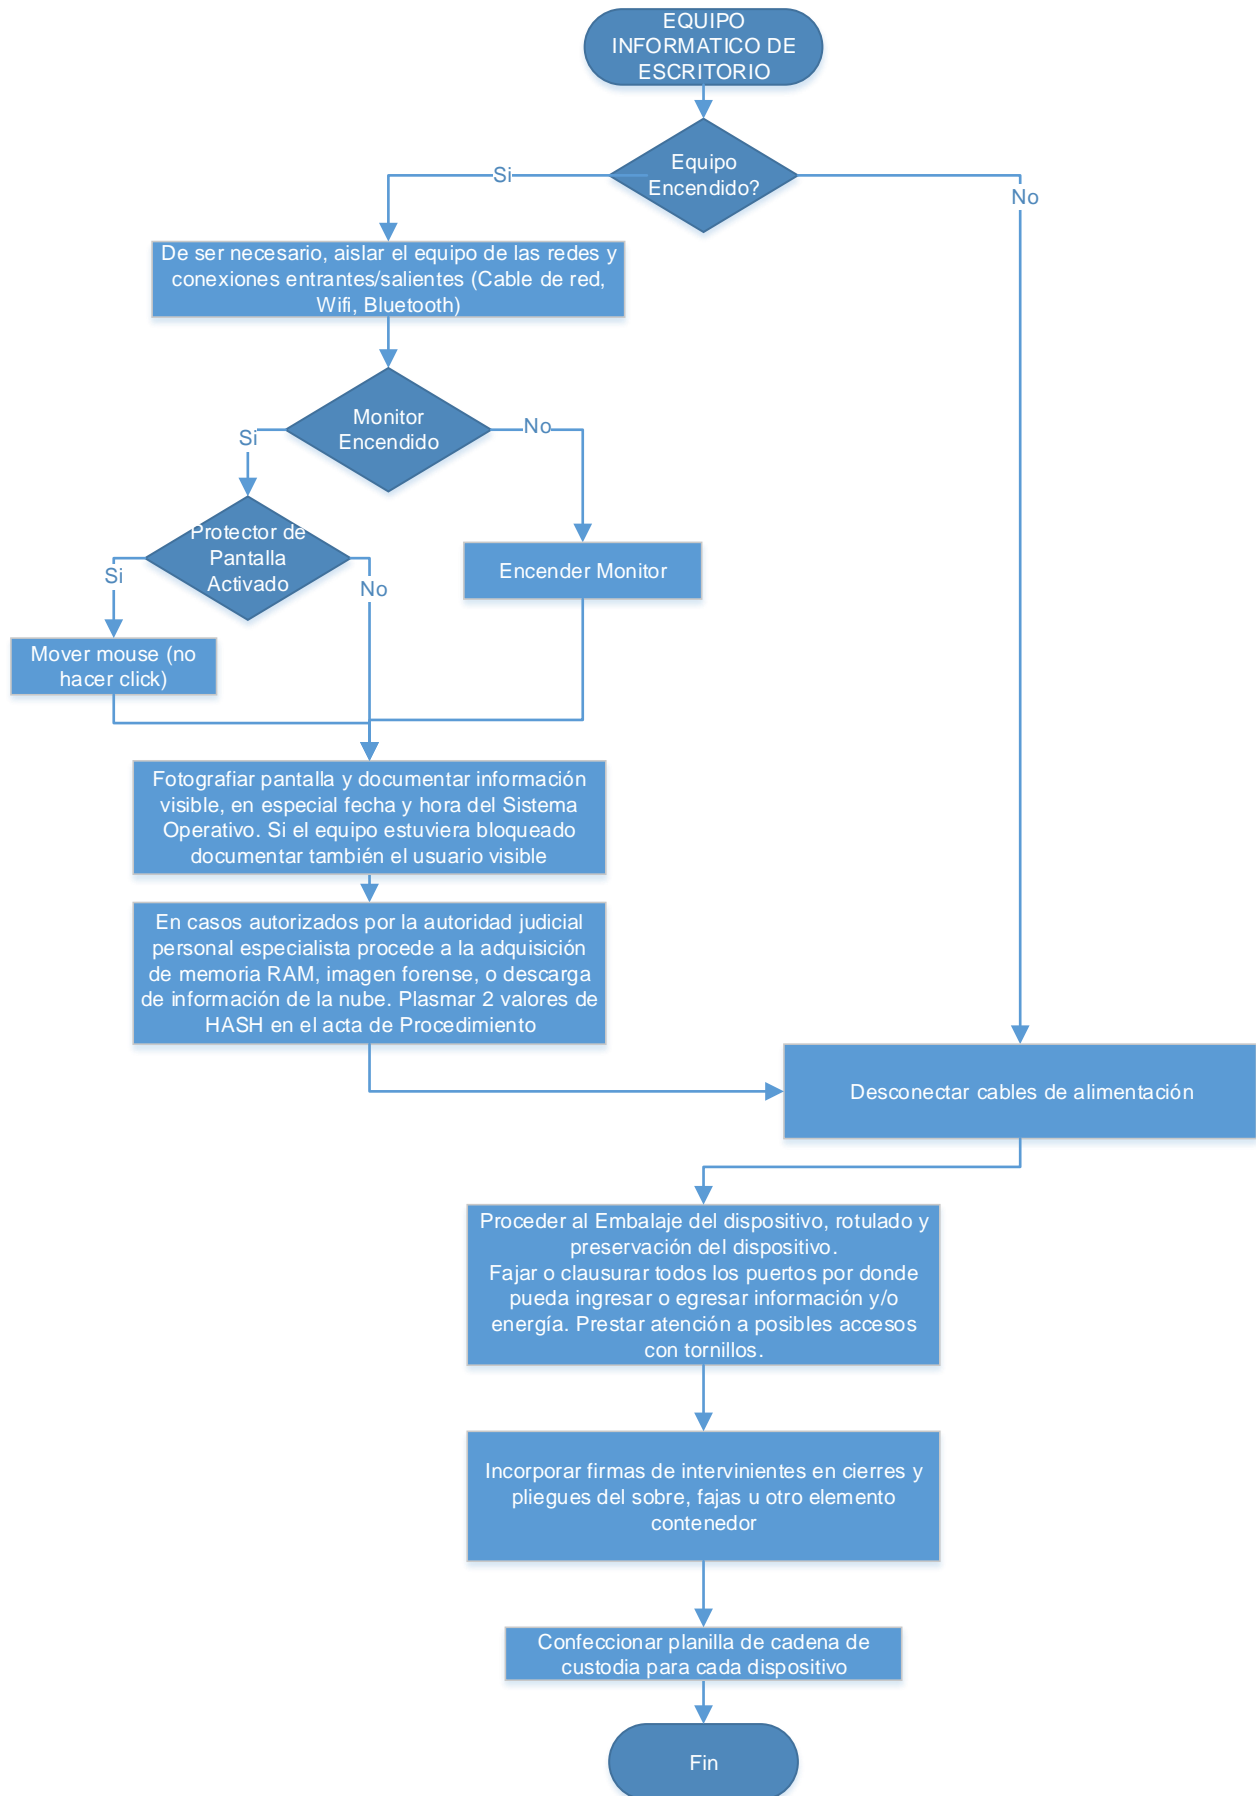 EQUIPO
INFORMATICO DE
ESCRITORIO
Equipo
Encendido?
Si
No
De ser necesario, aislar el equipo de las redes y
conexiones entrantes/salientes (Cable de red,
Wifi, Bluetooth)
Monitor
Encendido
Si
No
Protector de
Pantalla
Activado
Si
No
Encender Monitor
Mover mouse (no
hacer click)
Fotografiar pantalla y documentar información
visible, en especial fecha y hora del Sistema
Operativo. Si el equipo estuviera bloqueado
documentar también el usuario visible
En casos autorizados por la autoridad judicial
personal especialista procede a la adquisición
de memoria RAM, imagen forense, o descarga
de información de la nube. Plasmar 2 valores de
HASH en el acta de Procedimiento
Desconectar cables de alimentación
Proceder al Embalaje del dispositivo, rotulado y
preservación del dispositivo.
Fajar o clausurar todos los puertos por donde
pueda ingresar o egresar información y/o
energía. Prestar atención a posibles accesos
con tornillos.
Incorporar firmas de intervinientes en cierres y
pliegues del sobre, fajas u otro elemento
contenedor
Confeccionar planilla de cadena de
custodia para cada dispositivo
Fin